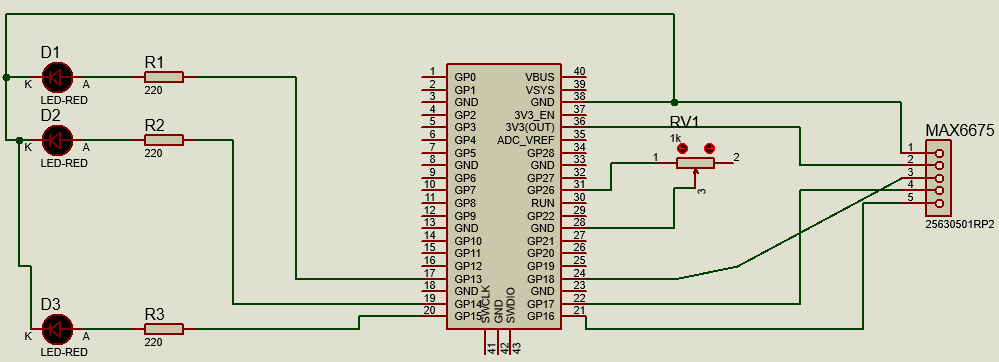 D1
R1
K
A
220
LED-RED
D2
R2
K
A
220
LED-RED
D3
R3
K
A
220
LED-RED
1 GP0 VBUS 40
2 GP1 VSYS 39
3 GND GND 38
4 GP2 3V3_EN 37
5 GP3 3V3(OUT) 36
6 GP4 ADC_VREF 35
7 GP5 GP28 34
8 GND GND 33
9 GP6 GP27 32
10 GP7 GP26 31
11 GP8 RUN 30
12 GP9 GP22 29
13 GND GND 28
14 GP10 GP21 27
15 GP11 GP20 26
16 GP12 GP19 25
17 GP13 GP18 24
18 GND GND 23
19 GP14 GP17 22
20 GP15 GP16 21
SWCLK
GND
SWDIO
41
42
43
RV1
1k
1
2
3
MAX6675
1
2
3
4
5
25630501RP2